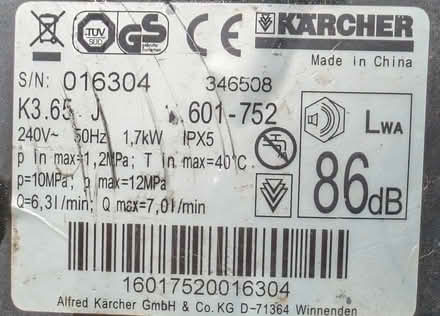 TÜV
SÜD
GS
CE
KÄRCHER
Made in China
S/N: 016304 346508
K3.65 J 601-752
240V~ 50Hz 1,7kW IPX5
p in max=1,2MPa; T in max=40°C
p=10MPa; p max=12MPa
Q=6,3l/min; Q max=7,0l/min
LWA
86dB
16017520016304
Alfred Kärcher GmbH & Co. KG D-71364 Winnenden